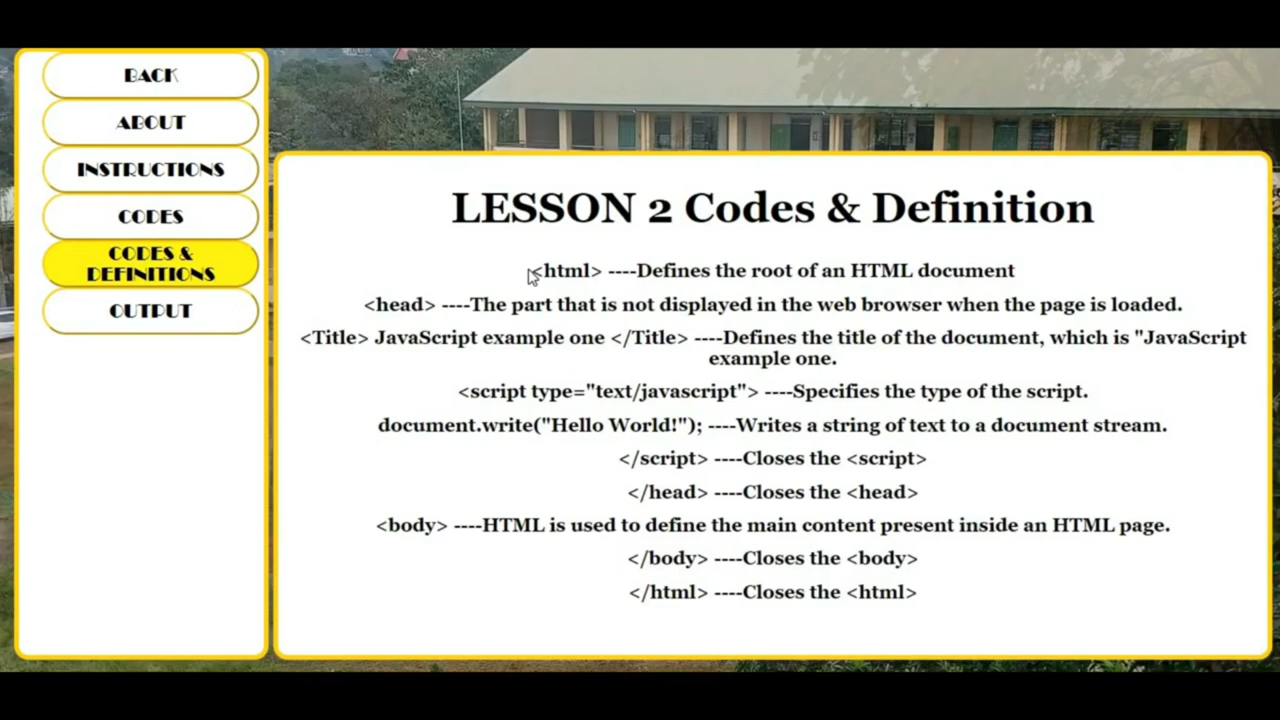 BACK
ABOUT
INSTRUCTIONS
CODES
CODES &
DEFINITIONS
OUTPUT
LESSON 2 Codes & Definition
<html> ----Defines the root of an HTML document
<head> ----The part that is not displayed in the web browser when the page is loaded.
<Title> JavaScript example one </Title> ----Defines the title of the document, which is "JavaScript
example one.
<script type="text/javascript"> ----Specifies the type of the script.
document.write("Hello World!"); ----Writes a string of text to a document stream.
</script> ----Closes the <script>
</head> ----Closes the <head>
<body> ----HTML is used to define the main content present inside an HTML page.
</body> ----Closes the <body>
</html> ----Closes the <html>